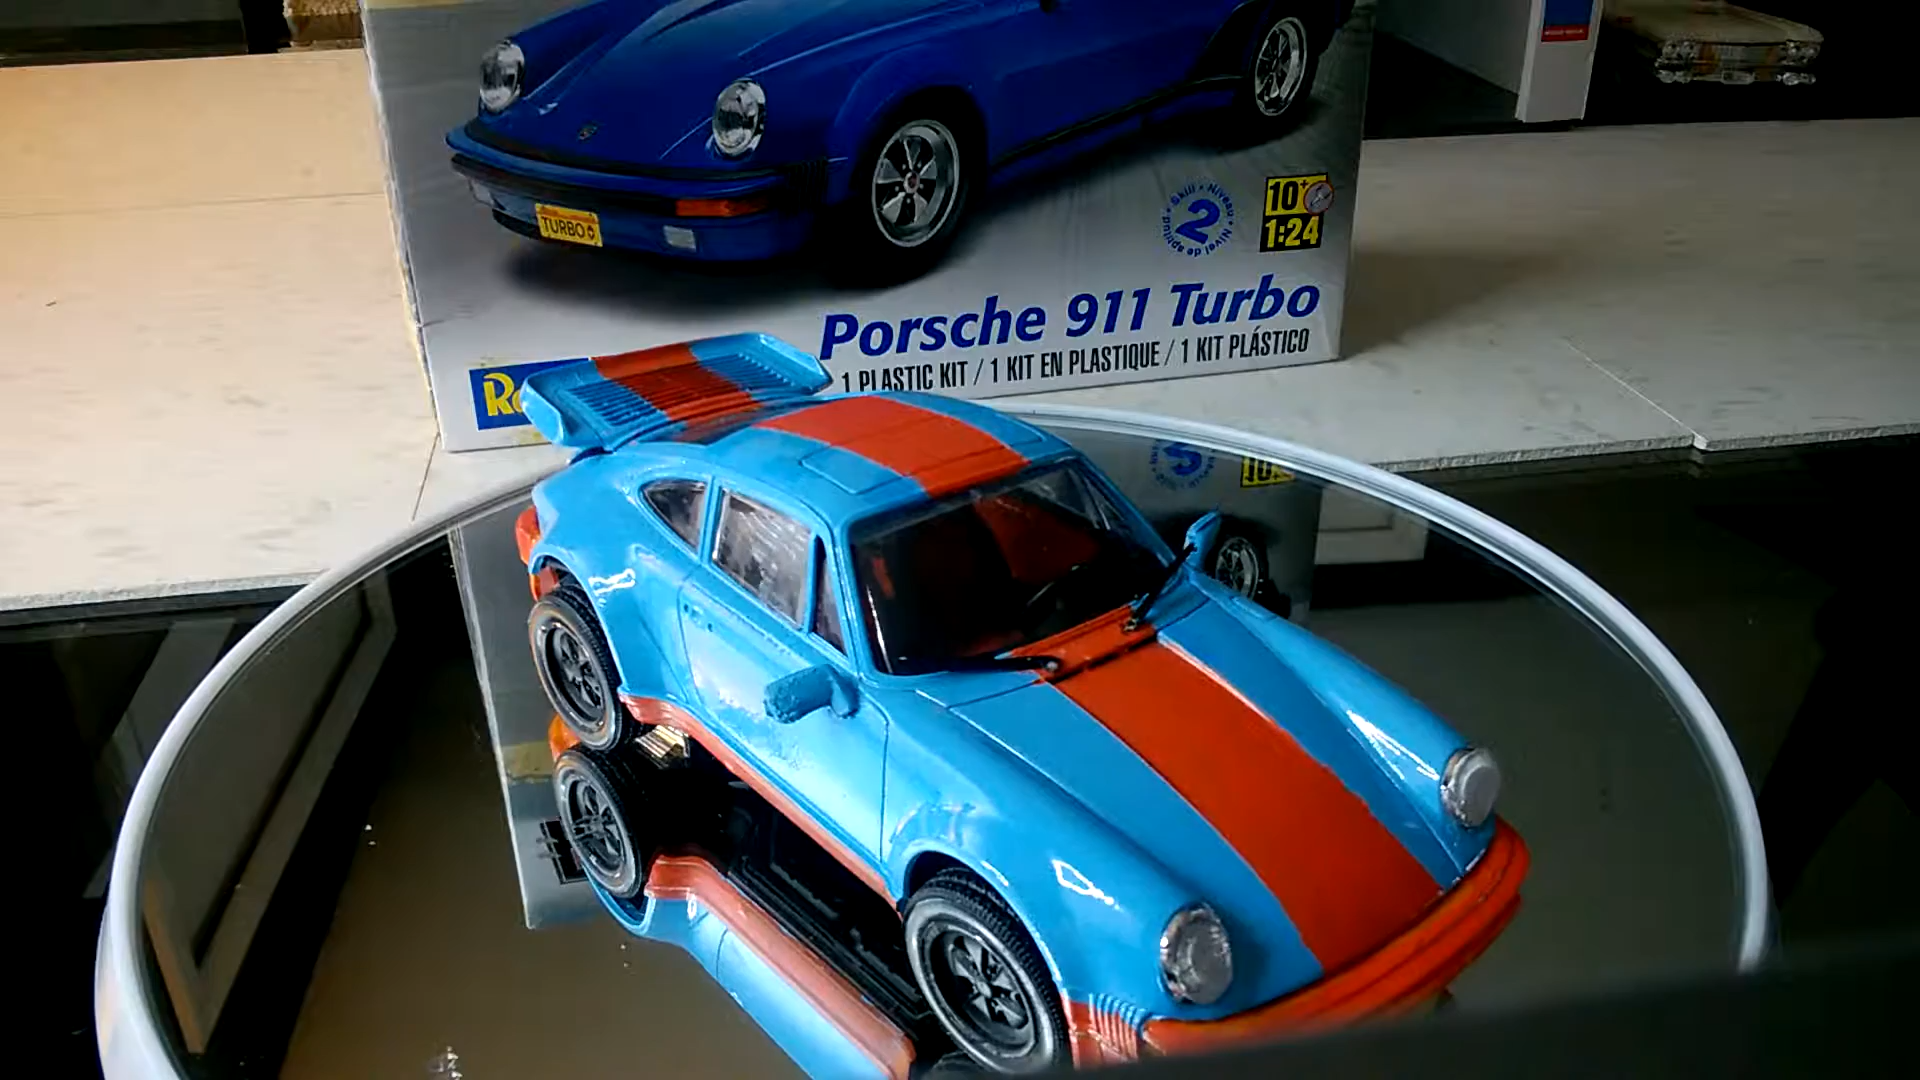 TURBO
Skill • Niveau
2
Nivel de aptitud
10+
1:24
Porsche 911 Turbo
1 PLASTIC KIT / 1 KIT EN PLASTIQUE / 1 KIT PLÁSTICO